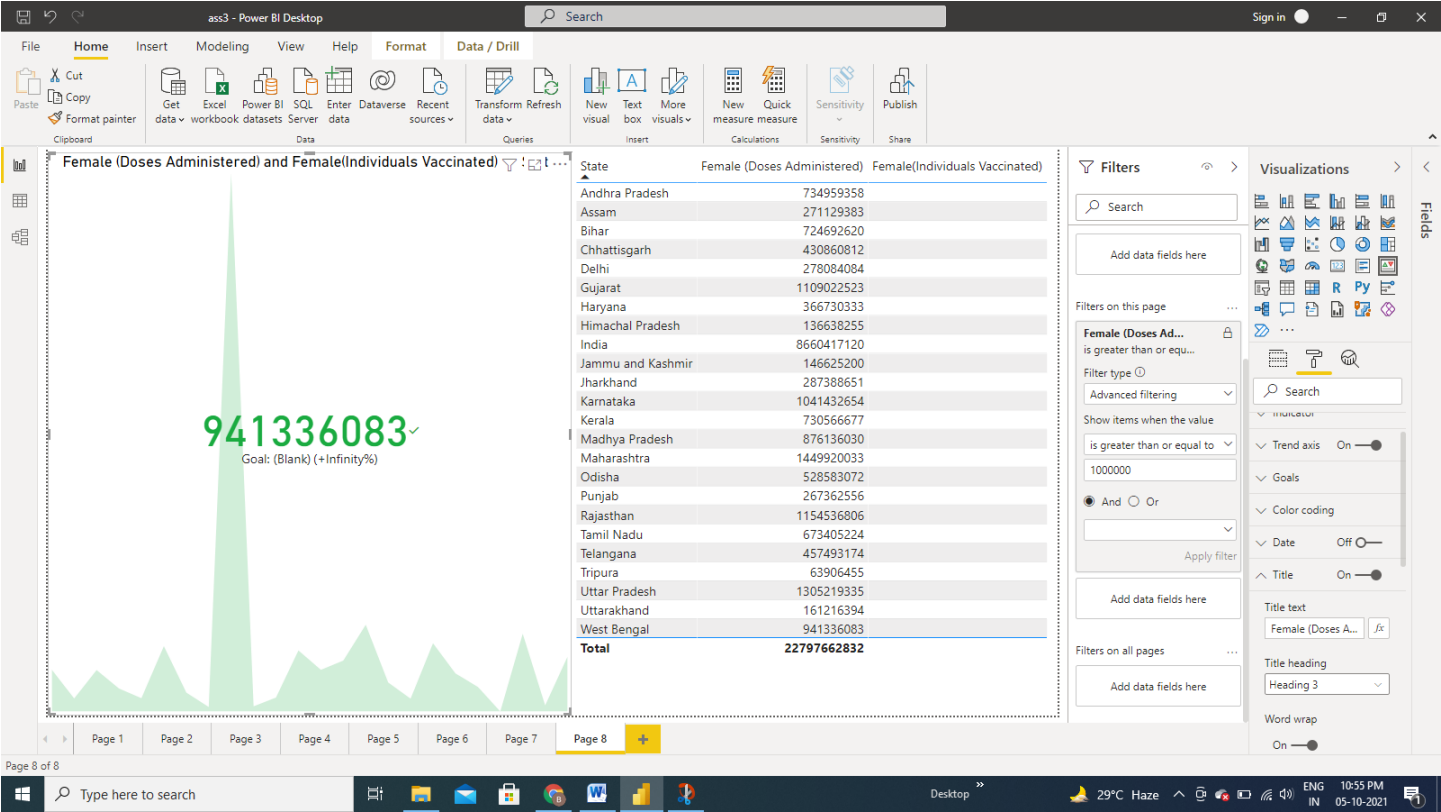 ass3 - Power BI Desktop
Search
Sign in
File Home Insert Modeling View Help Format Data / Drill
Paste
Cut
Copy
Format painter
Clipboard
Get data
Excel workbook
Power BI datasets
SQL Server
Enter data
Dataverse
Recent sources
Data
Transform data
Refresh
Queries
New visual
Text box
More visuals
Insert
New measure
Quick measure
Calculations
Sensitivity
Sensitivity
Publish
Share
Female (Doses Administered) and Female(Individuals Vaccinated)
941336083
Goal: (Blank) (+Infinity%)
State Female (Doses Administered) Female(Individuals Vaccinated)
Andhra Pradesh 734959358
Assam 271129383
Bihar 724692620
Chhattisgarh 430860812
Delhi 278084084
Gujarat 1109022523
Haryana 366730333
Himachal Pradesh 136638255
India 8660417120
Jammu and Kashmir 146625200
Jharkhand 287388651
Karnataka 1041432654
Kerala 730566677
Madhya Pradesh 876136030
Maharashtra 1449920033
Odisha 528583072
Punjab 267362556
Rajasthan 1154536806
Tamil Nadu 673405224
Telangana 457493174
Tripura 63906455
Uttar Pradesh 1305219335
Uttarakhand 161216394
West Bengal 941336083
Total 22797662832
Filters
Search
Add data fields here
Filters on this page ...
Female (Doses Ad...
is greater than or equ...
Filter type
Advanced filtering
Show items when the value
is greater than or equal to
1000000
And Or
Apply filter
Add data fields here
Filters on all pages ...
Add data fields here
Visualizations
R Py
...
Search
Indicator
Trend axis On
Goals
Color coding
Date Off
Title On
Title text
Female (Doses A...
fx
Title heading
Heading 3
Word wrap
On
Fields
Page 1 Page 2 Page 3 Page 4 Page 5 Page 6 Page 7 Page 8 +
Page 8 of 8
Type here to search
Desktop
29°C Haze
ENG
IN
10:55 PM
05-10-2021
1